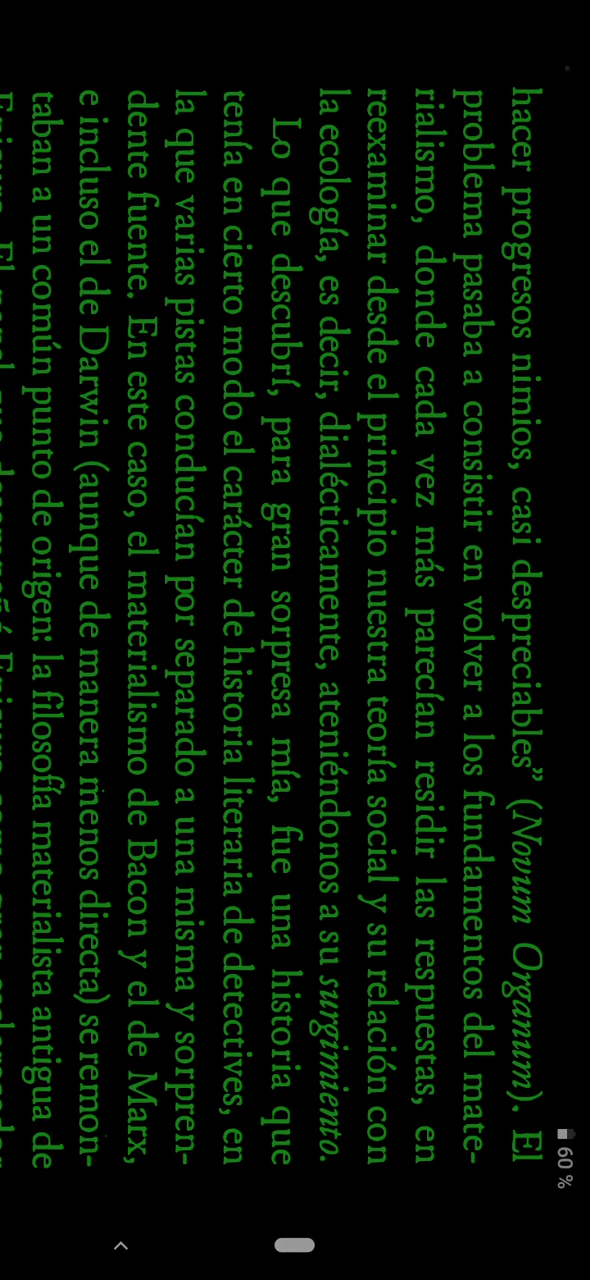 60 %
hacer progresos nimios, casi despreciables” (Novum Organum). El
problema pasaba a consistir en volver a los fundamentos del mate-
rialismo, donde cada vez más parecían residir las respuestas, en
reexaminar desde el principio nuestra teoría social y su relación con
la ecología, es decir, dialécticamente, ateniéndonos a su surgimiento.
Lo que descubrí, para gran sorpresa mía, fue una historia que
tenía en cierto modo el carácter de historia literaria de detectives, en
la que varias pistas conducían por separado a una misma y sorpren-
dente fuente. En este caso, el materialismo de Bacon y el de Marx,
e incluso el de Darwin (aunque de manera menos directa) se remon-
taban a un común punto de origen: la filosofía materialista antigua de